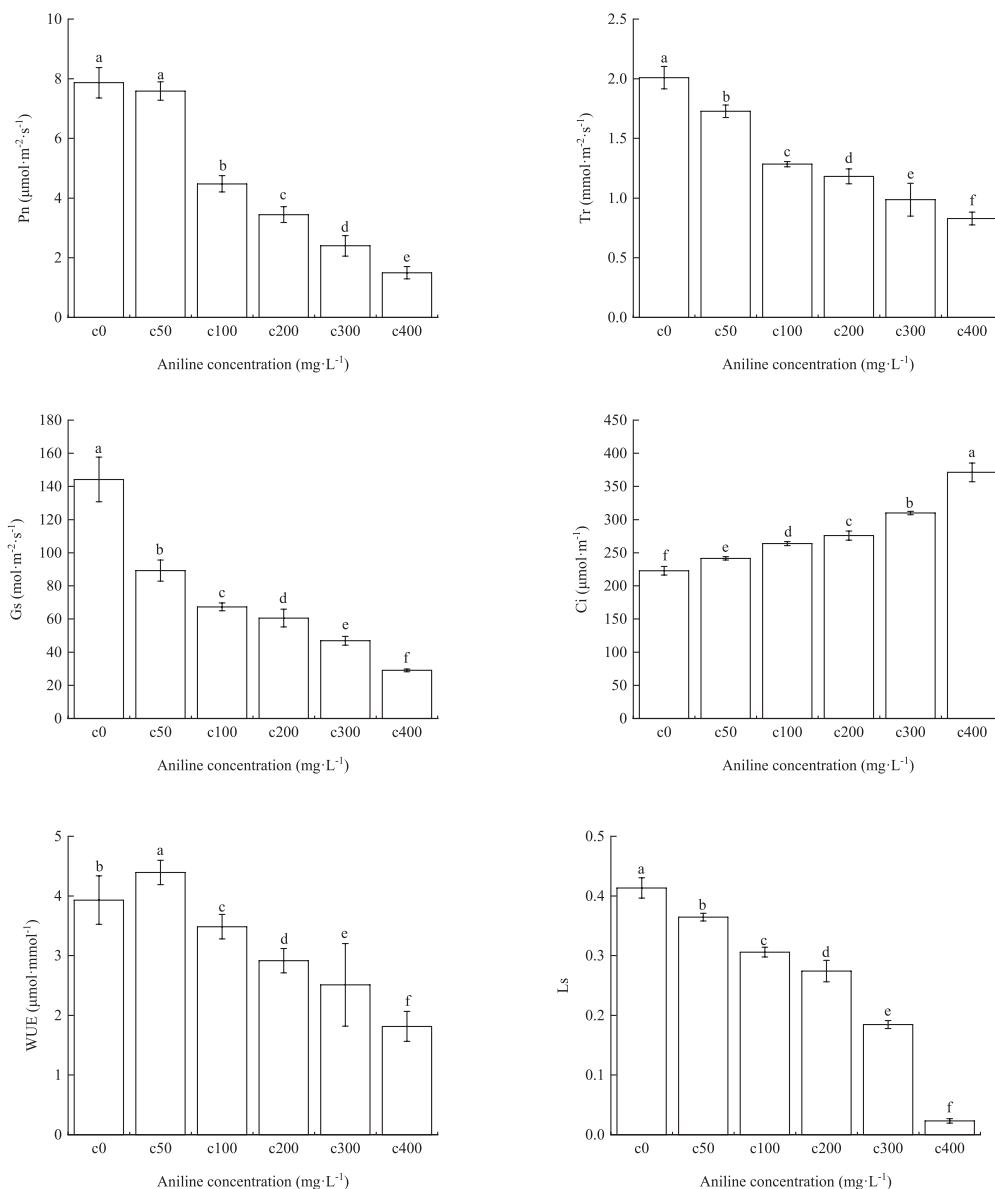 10
8
6
4
2
0
Pn (μmol·m⁻²·s⁻¹)
a
a
b
c
d
e
c0 c50 c100 c200 c300 c400
Aniline concentration (mg·L⁻¹)
2.5
2.0
1.5
1.0
0.5
0.0
Tr (mmol·m⁻²·s⁻¹)
a
b
c
d
e
f
c0 c50 c100 c200 c300 c400
Aniline concentration (mg·L⁻¹)
180
160
140
120
100
80
60
40
20
0
Gs (mol·m⁻²·s⁻¹)
a
b
c
d
e
f
c0 c50 c100 c200 c300 c400
Aniline concentration (mg·L⁻¹)
450
400
350
300
250
200
150
100
50
0
Ci (μmol·m⁻¹)
f
e
d
c
b
a
c0 c50 c100 c200 c300 c400
Aniline concentration (mg·L⁻¹)
5
4
3
2
1
0
WUE (μmol·mmol⁻¹)
b
a
c
d
e
f
c0 c50 c100 c200 c300 c400
Aniline concentration (mg·L⁻¹)
0.5
0.4
0.3
0.2
0.1
0.0
Ls
a
b
c
d
e
f
c0 c50 c100 c200 c300 c400
Aniline concentration (mg·L⁻¹)